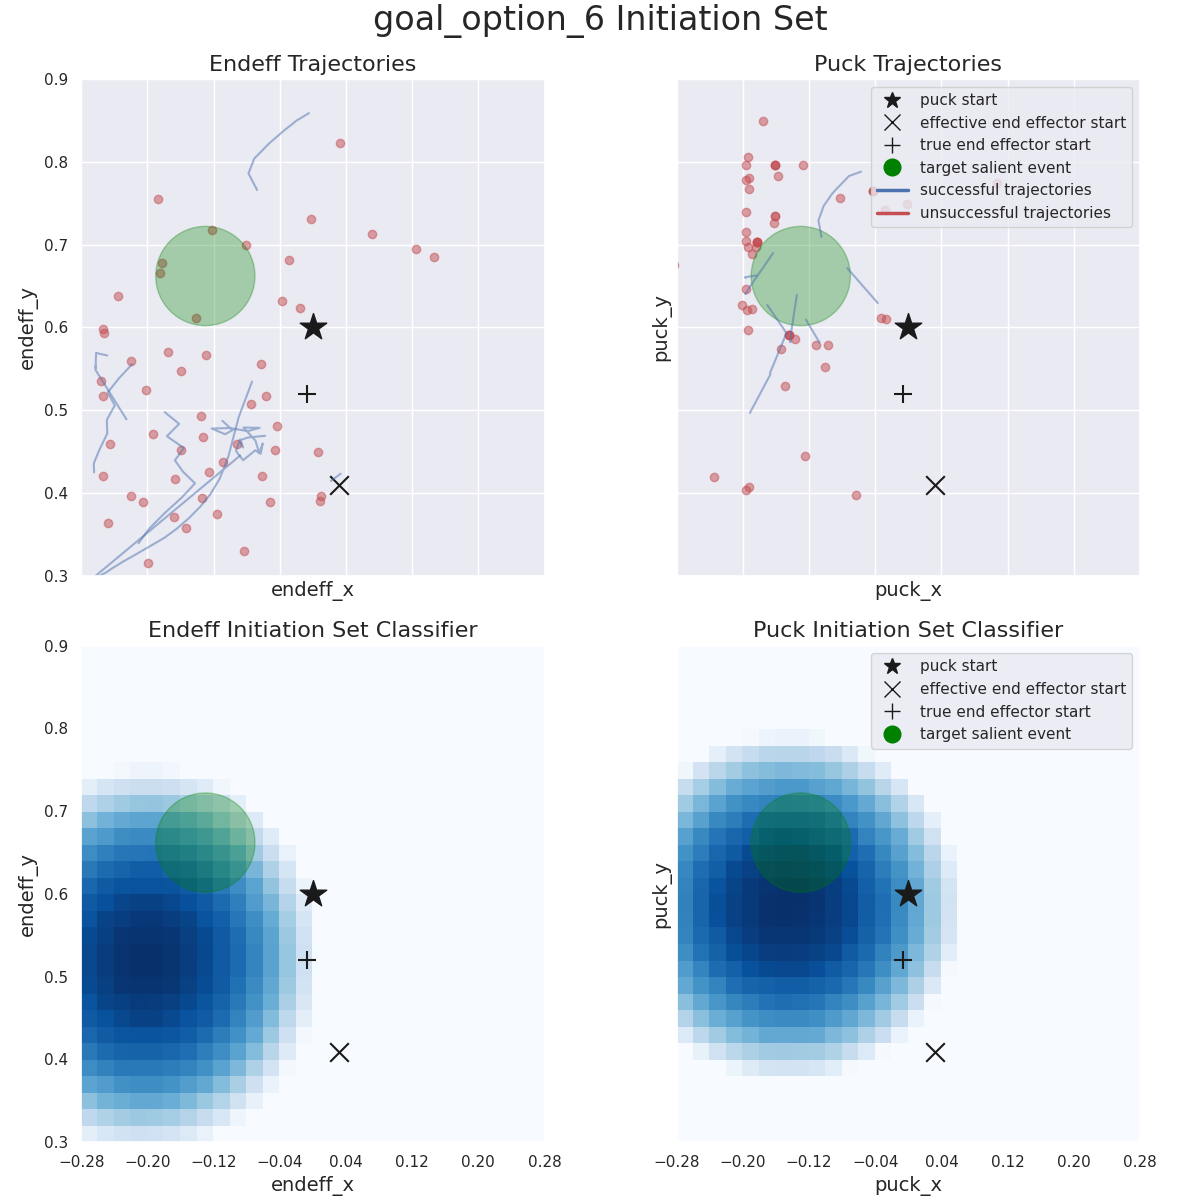 goal_option_6 Initiation Set
Endeff Trajectories
0.9
0.8
0.7
0.6
0.5
0.4
0.3
endeff_y
endeff_x
Puck Trajectories
puck start
effective end effector start
true end effector start
target salient event
successful trajectories
unsuccessful trajectories
puck_y
puck_x
Endeff Initiation Set Classifier
0.9
0.8
0.7
0.6
0.5
0.4
0.3
endeff_y
−0.28 −0.20 −0.12 −0.04 0.04 0.12 0.20 0.28
endeff_x
Puck Initiation Set Classifier
puck start
effective end effector start
true end effector start
target salient event
puck_y
−0.28 −0.20 −0.12 −0.04 0.04 0.12 0.20 0.28
puck_x